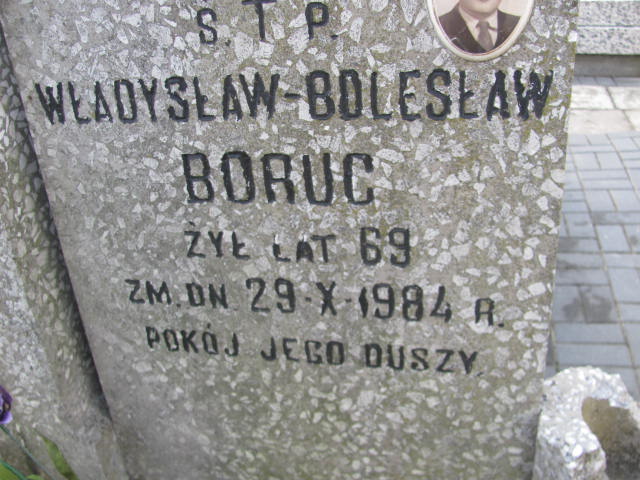 S.T P.
WŁADYSŁAW-BOLESŁAW
BORUC
ŻYŁ LAT 69
ZM. DN. 29-X-1984 R.
POKÓJ JEGO DUSZY.